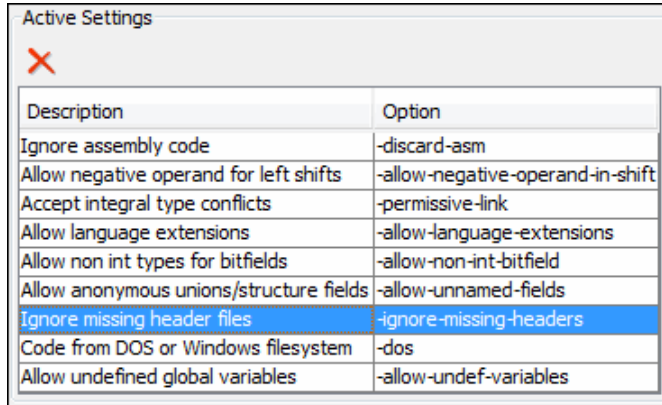 Active Settings
Description Option
Ignore assembly code -discard-asm
Allow negative operand for left shifts -allow-negative-operand-in-shift
Accept integral type conflicts -permissive-link
Allow language extensions -allow-language-extensions
Allow non int types for bitfields -allow-non-int-bitfield
Allow anonymous unions/structure fields -allow-unnamed-fields
Ignore missing header files -ignore-missing-headers
Code from DOS or Windows filesystem -dos
Allow undefined global variables -allow-undef-variables